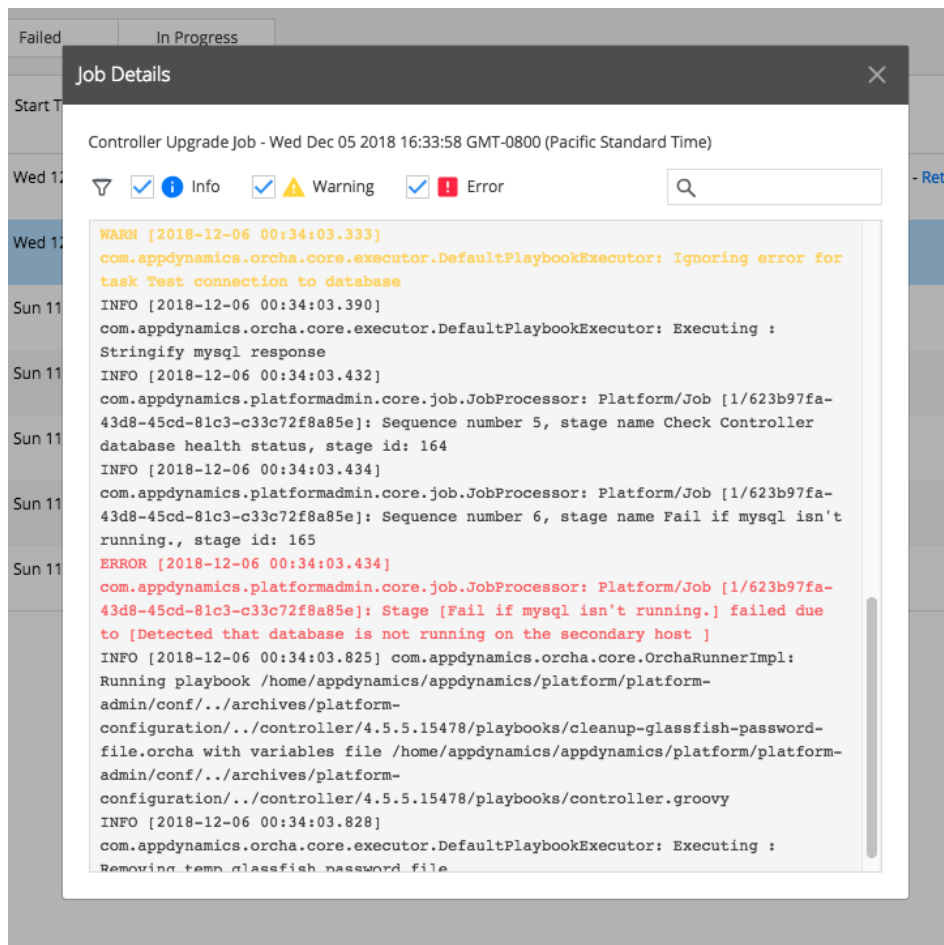 Failed In Progress
Job Details
Start T
Controller Upgrade Job - Wed Dec 05 2018 16:33:58 GMT-0800 (Pacific Standard Time)
Wed 12
Info Warning Error
- Ret
WARN [2018-12-06 00:34:03.333]
com.appdynamics.orcha.core.executor.DefaultPlaybookExecutor: Ignoring error for
task Test connection to database
Wed 12
INFO [2018-12-06 00:34:03.390]
Sun 11
com.appdynamics.orcha.core.executor.DefaultPlaybookExecutor: Executing :
Stringify mysql response
INFO [2018-12-06 00:34:03.432]
Sun 11
com.appdynamics.platformadmin.core.job.JobProcessor: Platform/Job [1/623b97fa-
43d8-45cd-81c3-c33c72f8a85e]: Sequence number 5, stage name Check Controller
Sun 11
database health status, stage id: 164
INFO [2018-12-06 00:34:03.434]
com.appdynamics.platformadmin.core.job.JobProcessor: Platform/Job [1/623b97fa-
Sun 11
43d8-45cd-81c3-c33c72f8a85e]: Sequence number 6, stage name Fail if mysql isn't
running., stage id: 165
ERROR [2018-12-06 00:34:03.434]
Sun 11
com.appdynamics.platformadmin.core.job.JobProcessor: Platform/Job [1/623b97fa-
43d8-45cd-81c3-c33c72f8a85e]: Stage [Fail if mysql isn't running.] failed due
to [Detected that database is not running on the secondary host ]
INFO [2018-12-06 00:34:03.825] com.appdynamics.orcha.core.OrchaRunnerImpl:
Running playbook /home/appdynamics/appdynamics/platform/platform-
admin/conf/../archives/platform-
configuration/../controller/4.5.5.15478/playbooks/cleanup-glassfish-password-
file.orcha with variables file /home/appdynamics/appdynamics/platform/platform-
admin/conf/../archives/platform-
configuration/../controller/4.5.5.15478/playbooks/controller.groovy
INFO [2018-12-06 00:34:03.828]
com.appdynamics.orcha.core.executor.DefaultPlaybookExecutor: Executing :
Removing temp glassfish password file